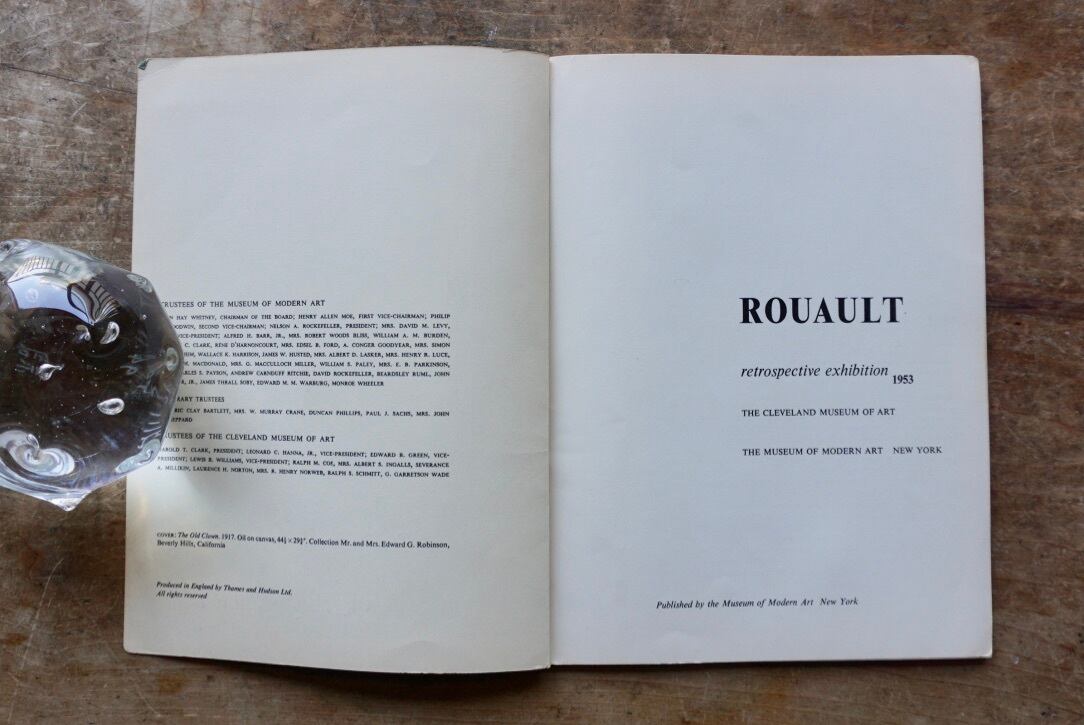 TRUSTEES OF THE MUSEUM OF MODERN ART
HAY WHITNEY, CHAIRMAN OF THE BOARD; HENRY ALLEN MOE, FIRST VICE-CHAIRMAN; PHILIP
GOODWIN, SECOND VICE-CHAIRMAN; NELSON A. ROCKEFELLER, PRESIDENT; MRS. DAVID M. LEVY,
VICE-PRESIDENT; ALFRED H. BARR, JR., MRS. ROBERT WOODS BLISS, WILLIAM A. M. BURDEN,
C. CLARK, RENE D'HARNONCOURT, MRS. EDSEL B. FORD, A. CONGER GOODYEAR, MRS. SIMON
WALLACE K. HARRISON, JAMES W. HUSTED, MRS. ALBERT D. LASKER, MRS. HENRY R. LUCE,
MACDONALD, MRS. G. MACCULLOCH MILLER, WILLIAM S. PALEY, MRS. E. B. PARKINSON,
S. PAYSON, ANDREW CARNDUFF RITCHIE, DAVID ROCKEFELLER, BEARDSLEY RUML, JOHN
JR., JAMES THRALL SOBY, EDWARD M. M. WARBURG, MONROE WHEELER
TRUSTEES
CLAY BARTLETT, MRS. W. MURRAY CRANE, DUNCAN PHILLIPS, PAUL J. SACHS, MRS. JOHN
TRUSTEES OF THE CLEVELAND MUSEUM OF ART
HAROLD T. CLARK, PRESIDENT; LEONARD C. HANNA, JR., VICE-PRESIDENT; EDWARD B. GREEN, VICE-
PRESIDENT; LEWIS B. WILLIAMS, VICE-PRESIDENT; RALPH M. COE, MRS. ALBERT S. INGALLS, SEVERANCE
A. MILLIKIN, LAURENCE H. NORTON, MRS. R. HENRY NORWEB, RALPH S. SCHMITT, G. GARRETSON WADE
COVER: The Old Clown. 1917. Oil on canvas, 44¼ × 29¾". Collection Mr. and Mrs. Edward G. Robinson,
Beverly Hills, California
Produced in England by Thames and Hudson Ltd.
All rights reserved
ROUAULT
retrospective exhibition 1953
THE CLEVELAND MUSEUM OF ART
THE MUSEUM OF MODERN ART NEW YORK
Published by the Museum of Modern Art New York